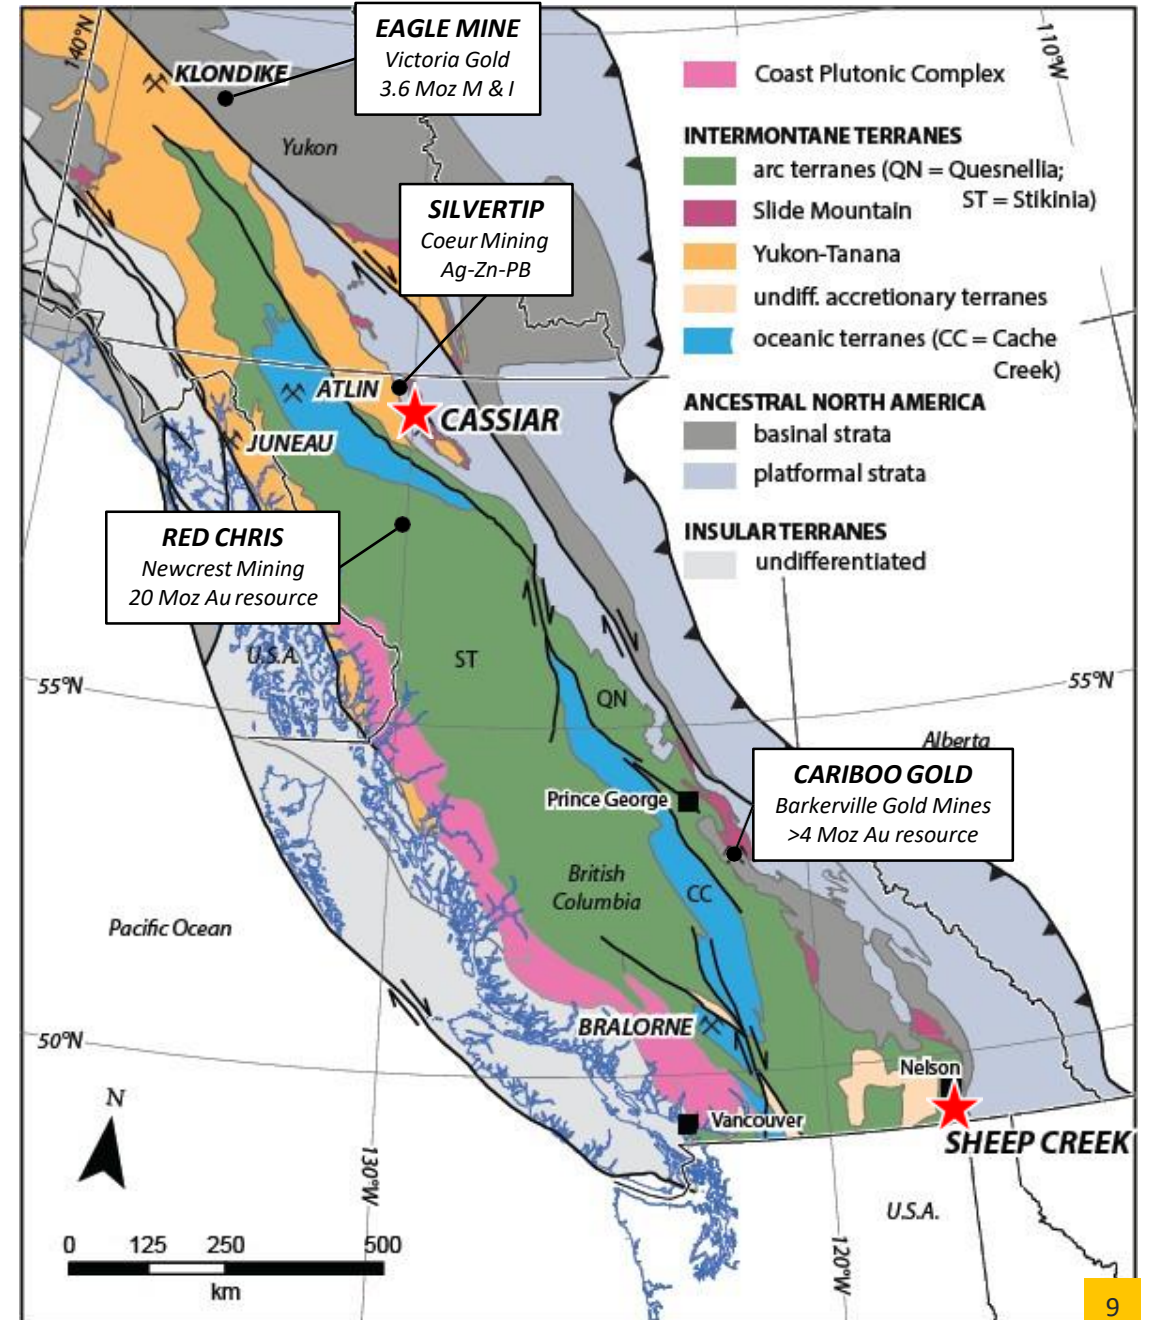 140°N
EAGLE MINE
Victoria Gold
3.6 Moz M & I
KLONDIKE
Yukon
110°W
Coast Plutonic Complex
INTERMONTANE TERRANES
arc terranes (QN = Quesnellia;
ST = Stikinia)
Slide Mountain
Yukon-Tanana
undiff. accretionary terranes
oceanic terranes (CC = Cache
Creek)
ANCESTRAL NORTH AMERICA
basinal strata
platformal strata
INSULAR TERRANES
undifferentiated
SILVERTIP
Coeur Mining
Ag-Zn-PB
ATLIN
CASSIAR
JUNEAU
RED CHRIS
Newcrest Mining
20 Moz Au resource
U.S.A.
ST
QN
55°N
55°N
Alberta
CARIBOO GOLD
Barkerville Gold Mines
>4 Moz Au resource
Prince George
British
Columbia
CC
Pacific Ocean
BRALORNE
50°N
Nelson
Vancouver
SHEEP CREEK
N
130°W
120°W
U.S.A.
0 125 250 500
km
9